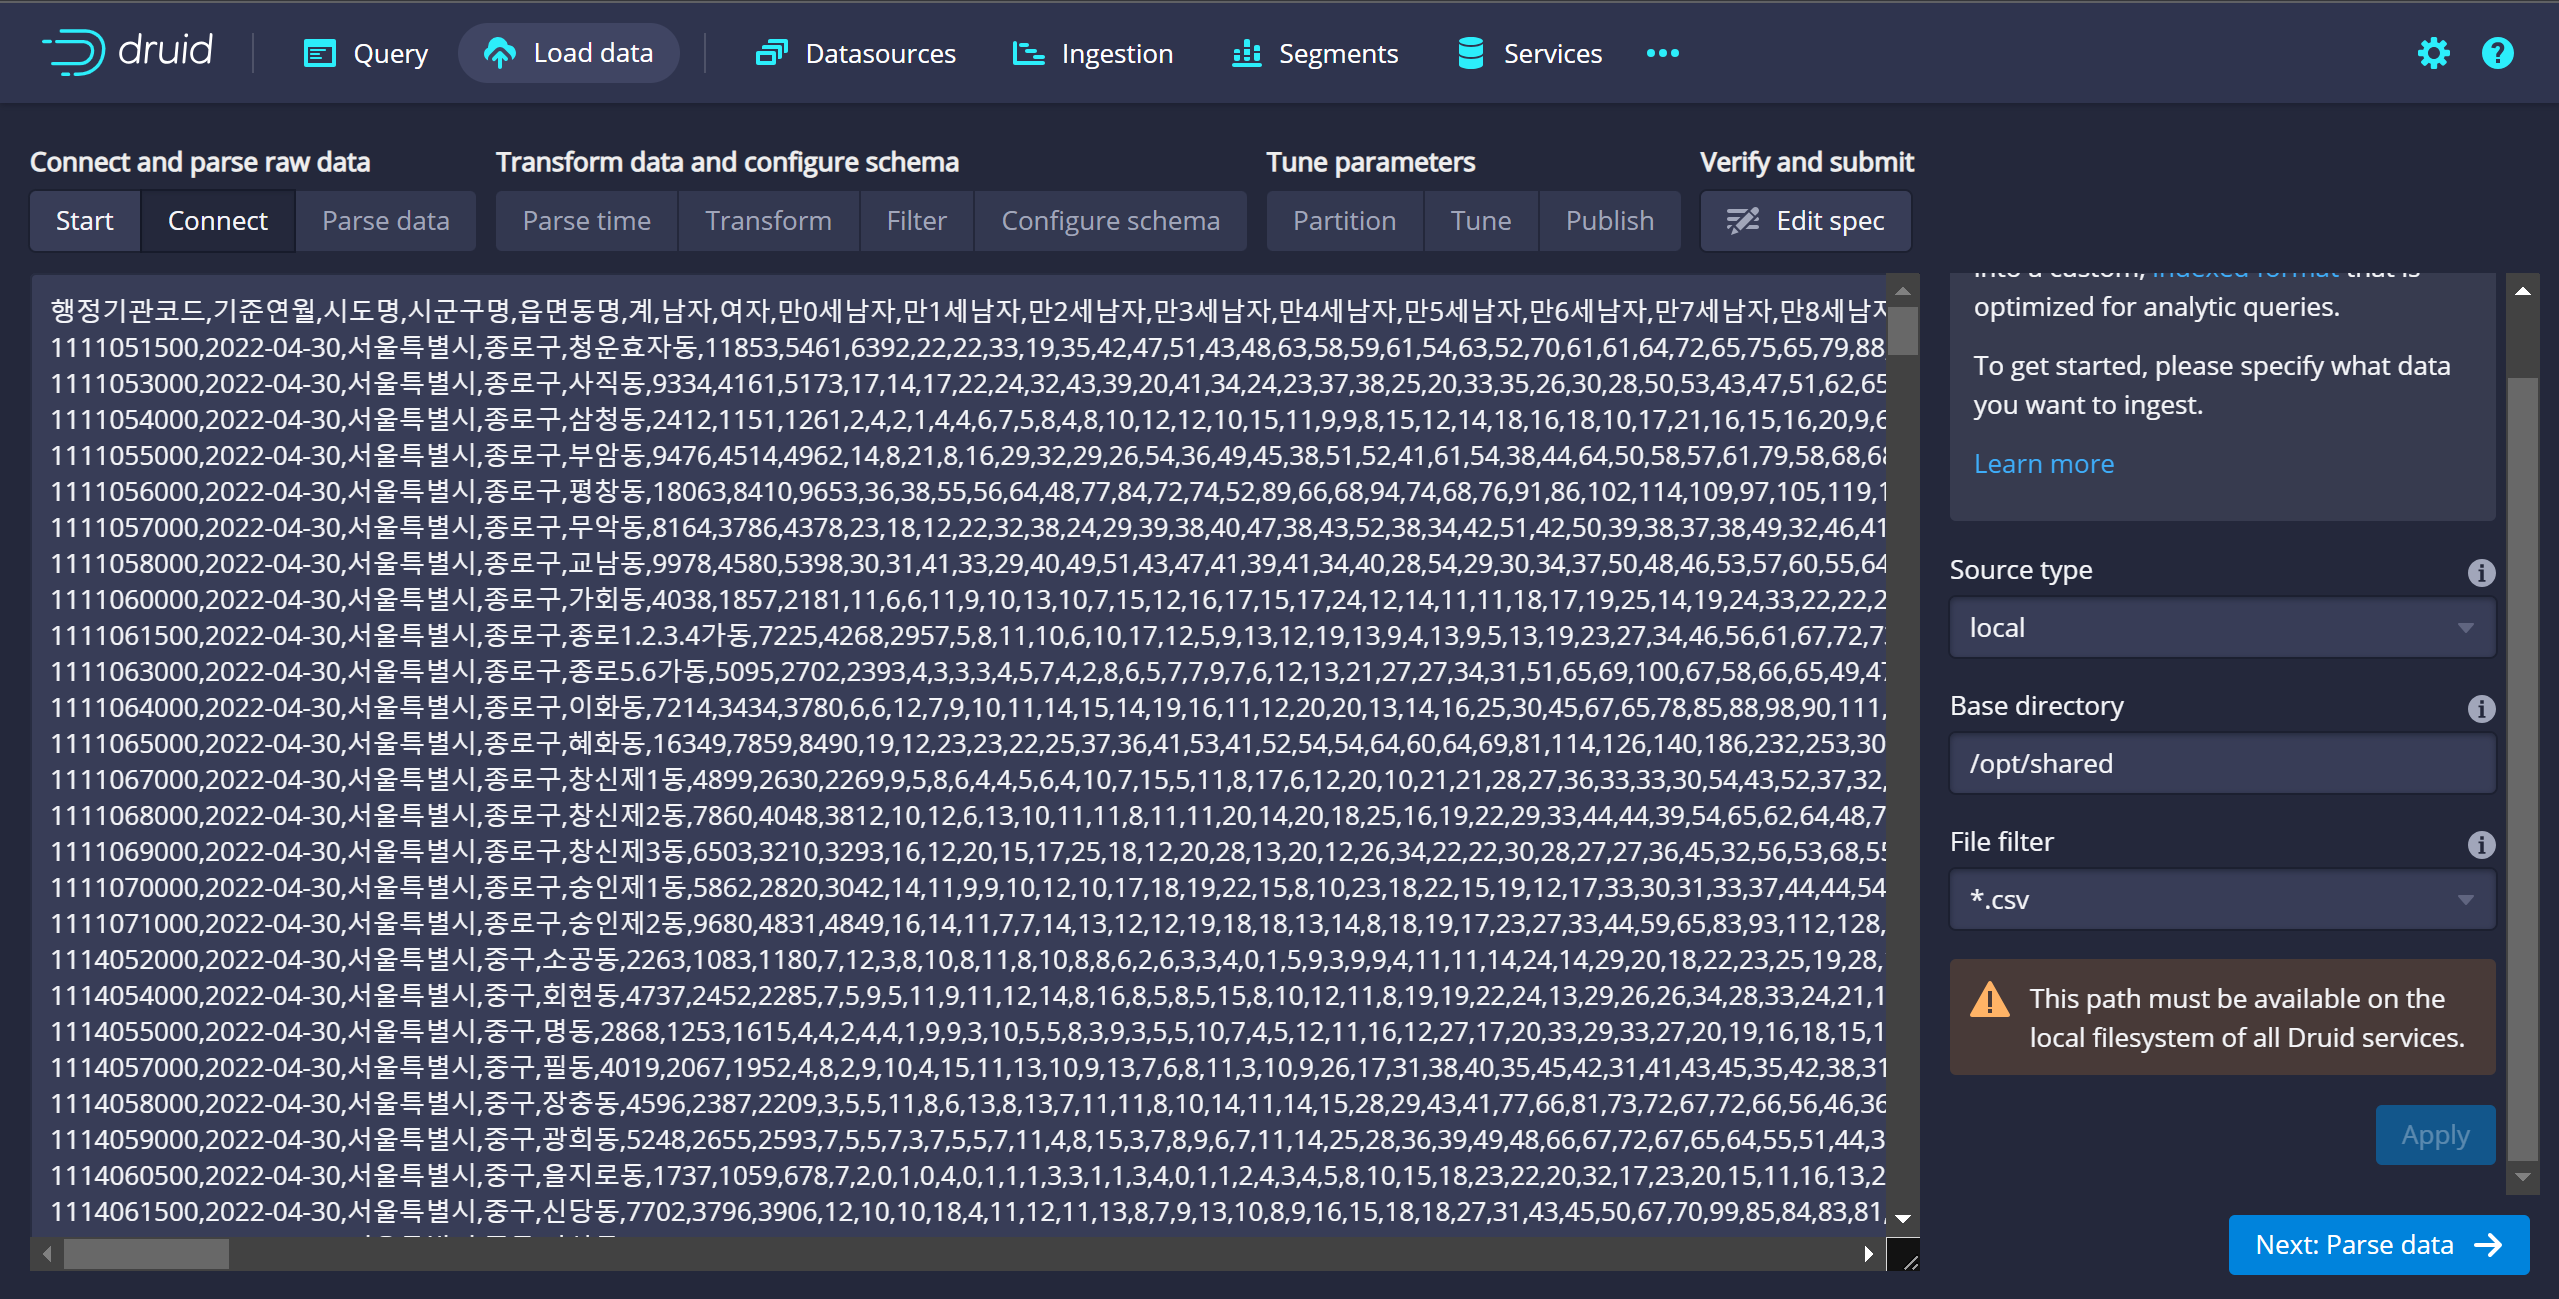 druid
Query
Load data
Datasources
Ingestion
Segments
Services
Connect and parse raw data
Transform data and configure schema
Tune parameters
Verify and submit
Start
Connect
Parse data
Parse time
Transform
Filter
Configure schema
Partition
Tune
Publish
Edit spec
행정기관코드,기준연월,시도명,시군구명,읍면동명,계,남자,여자,만0세남자,만1세남자,만2세남자,만3세남자,만4세남자,만5세남자,만6세남자,만7세남자,만8세남자
1111051500,2022-04-30,서울특별시,종로구,청운효자동,11853,5461,6392,22,22,33,19,35,42,47,51,43,48,63,58,59,61,54,63,52,70,61,61,64,72,65,75,65,79,88,
1111053000,2022-04-30,서울특별시,종로구,사직동,9334,4161,5173,17,14,17,22,24,32,43,39,20,41,34,24,23,37,38,25,20,33,35,26,30,28,50,53,43,47,51,62,65
1111054000,2022-04-30,서울특별시,종로구,삼청동,2412,1151,1261,2,4,2,1,4,4,6,7,5,8,4,8,10,12,12,10,15,11,9,9,8,15,12,14,18,16,18,10,17,21,16,15,16,20,9,6
1111055000,2022-04-30,서울특별시,종로구,부암동,9476,4514,4962,14,8,21,8,16,29,32,29,26,54,36,49,45,38,51,52,41,61,54,38,44,64,50,58,57,61,79,58,68,68
1111056000,2022-04-30,서울특별시,종로구,평창동,18063,8410,9653,36,38,55,56,64,48,77,84,72,74,52,89,66,68,94,74,68,76,91,86,102,114,109,97,105,119,1
1111057000,2022-04-30,서울특별시,종로구,무악동,8164,3786,4378,23,18,12,22,32,38,24,29,39,38,40,47,38,43,52,38,34,42,51,42,50,39,38,37,38,49,32,46,41
1111058000,2022-04-30,서울특별시,종로구,교남동,9978,4580,5398,30,31,41,33,29,40,49,51,43,47,41,39,41,34,40,28,54,29,30,34,37,50,48,46,53,57,60,55,64
1111060000,2022-04-30,서울특별시,종로구,가회동,4038,1857,2181,11,6,6,11,9,10,13,10,7,15,12,16,17,15,17,24,12,14,11,11,18,17,19,25,14,19,24,33,22,22,2
1111061500,2022-04-30,서울특별시,종로구,종로1.2.3.4가동,7225,4268,2957,5,8,11,10,6,10,17,12,5,9,13,12,19,13,9,4,13,9,5,13,19,23,27,34,46,56,61,67,72,7
1111063000,2022-04-30,서울특별시,종로구,종로5.6가동,5095,2702,2393,4,3,3,3,4,5,7,4,2,8,6,5,7,7,9,7,6,12,13,21,27,27,34,31,51,65,69,100,67,58,66,65,49,47
1111064000,2022-04-30,서울특별시,종로구,이화동,7214,3434,3780,6,6,12,7,9,10,11,14,15,14,19,16,11,12,20,20,13,14,16,25,30,45,67,65,78,85,88,98,90,111,
1111065000,2022-04-30,서울특별시,종로구,혜화동,16349,7859,8490,19,12,23,23,22,25,37,36,41,53,41,52,54,54,64,60,64,69,81,114,126,140,186,232,253,30
1111067000,2022-04-30,서울특별시,종로구,창신제1동,4899,2630,2269,9,5,8,6,4,4,5,6,4,10,7,15,5,11,8,17,6,12,20,10,21,21,28,27,36,33,33,30,54,43,52,37,32,
1111068000,2022-04-30,서울특별시,종로구,창신제2동,7860,4048,3812,10,12,6,13,10,11,11,8,11,11,20,14,20,18,25,16,19,22,29,33,44,44,39,54,65,62,64,48,7
1111069000,2022-04-30,서울특별시,종로구,창신제3동,6503,3210,3293,16,12,20,15,17,25,18,12,20,28,13,20,12,26,34,22,22,30,28,27,27,36,45,32,56,53,68,55
1111070000,2022-04-30,서울특별시,종로구,숭인제1동,5862,2820,3042,14,11,9,9,10,12,10,17,18,19,22,15,8,10,23,18,22,15,19,12,17,33,30,31,33,37,44,44,54
1111071000,2022-04-30,서울특별시,종로구,숭인제2동,9680,4831,4849,16,14,11,7,7,14,13,12,12,19,18,18,13,14,8,18,19,17,23,27,33,44,59,65,83,93,112,128,
1114052000,2022-04-30,서울특별시,중구,소공동,2263,1083,1180,7,12,3,8,10,8,11,8,10,8,8,6,2,6,3,3,4,0,1,5,9,3,9,9,4,11,11,14,24,14,29,20,18,22,23,25,19,28,
1114054000,2022-04-30,서울특별시,중구,회현동,4737,2452,2285,7,5,9,5,11,9,11,12,14,8,16,8,5,8,5,15,8,10,12,11,8,19,19,22,24,13,29,26,26,34,28,33,24,21,1
1114055000,2022-04-30,서울특별시,중구,명동,2868,1253,1615,4,4,2,4,4,1,9,9,3,10,5,5,8,3,9,3,5,5,10,7,4,5,12,11,16,12,27,17,20,33,29,33,27,20,19,16,18,15,1
1114057000,2022-04-30,서울특별시,중구,필동,4019,2067,1952,4,8,2,9,10,4,15,11,13,10,9,13,7,6,8,11,3,10,9,26,17,31,38,40,35,45,42,31,41,43,45,35,42,38,31
1114058000,2022-04-30,서울특별시,중구,장충동,4596,2387,2209,3,5,5,11,8,6,13,8,13,7,11,11,8,10,14,11,14,15,28,29,43,41,77,66,81,73,72,67,72,66,56,46,36
1114059000,2022-04-30,서울특별시,중구,광희동,5248,2655,2593,7,5,5,7,3,7,5,5,7,11,4,8,15,3,7,8,9,6,7,11,14,25,28,36,39,49,48,66,67,72,67,65,64,55,51,44,3
1114060500,2022-04-30,서울특별시,중구,을지로동,1737,1059,678,7,2,0,1,0,4,0,1,1,1,3,3,1,1,3,4,0,1,1,2,4,3,4,5,8,10,15,18,23,22,20,32,17,23,20,15,11,16,13,2
1114061500,2022-04-30,서울특별시,중구,신당동,7702,3796,3906,12,10,10,18,4,11,12,11,13,8,7,9,13,10,8,9,16,15,18,18,27,31,43,45,50,67,70,99,85,84,83,81,
into a custom, indexed format that is
optimized for analytic queries.
To get started, please specify what data
you want to ingest.
Learn more
Source type
local
Base directory
/opt/shared
File filter
*.csv
This path must be available on the
local filesystem of all Druid services.
Apply
Next: Parse data